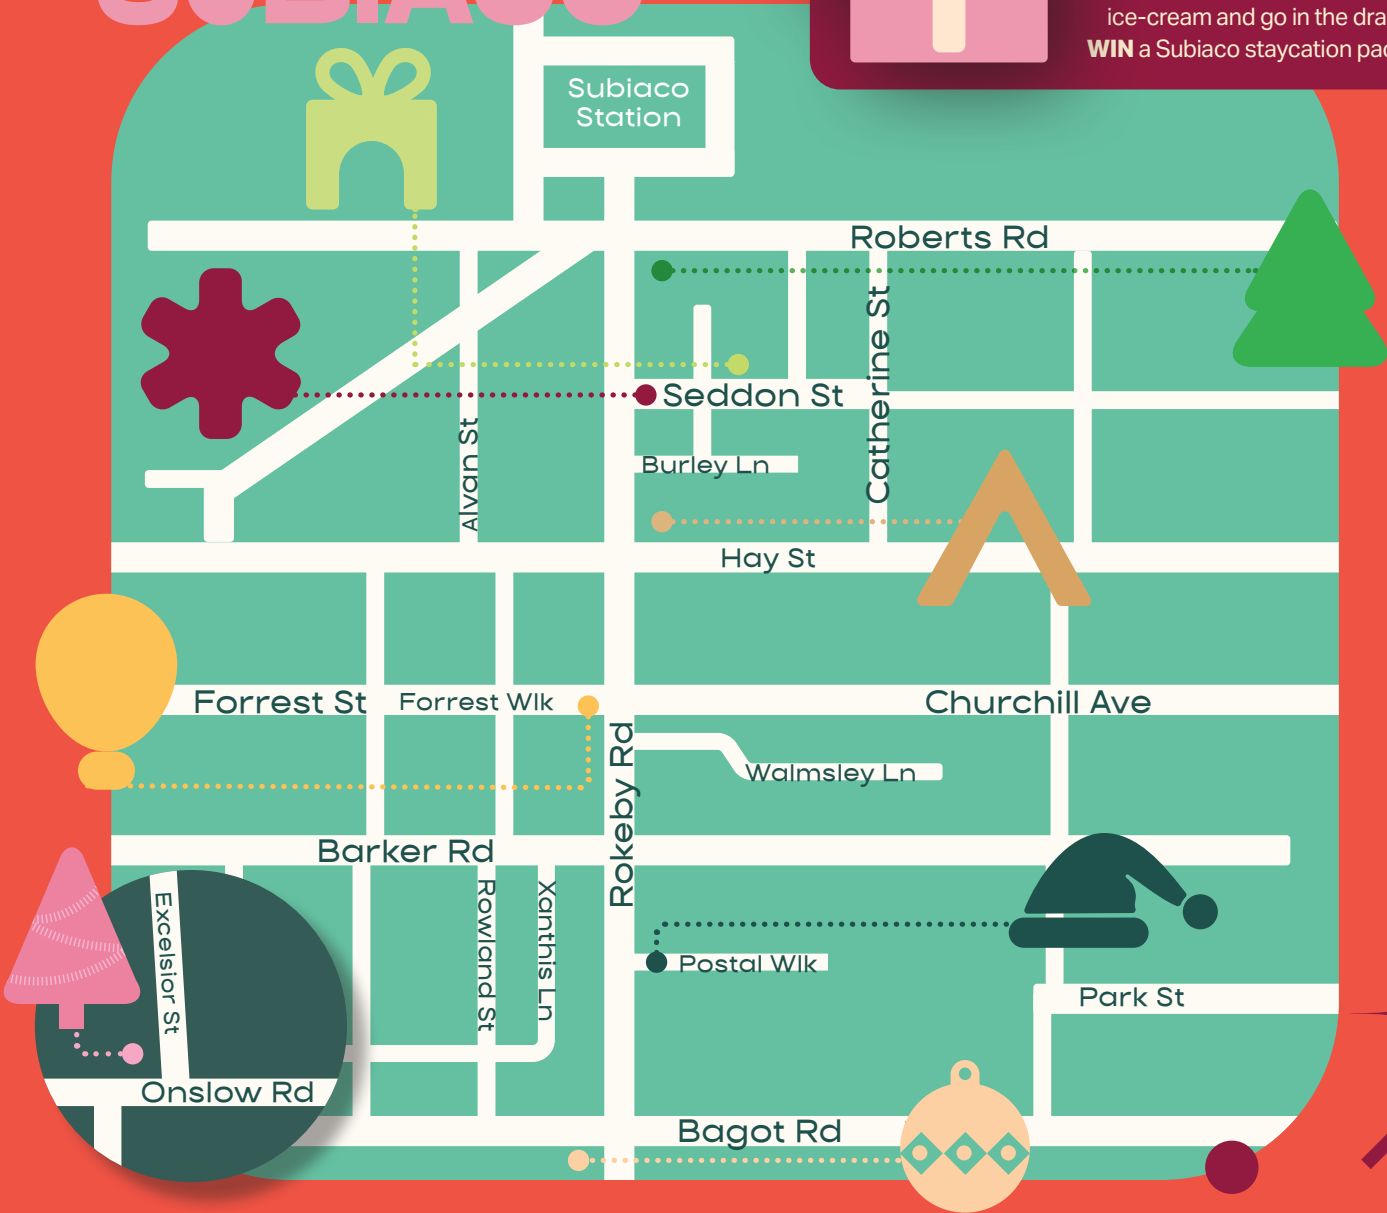 SUBIACO
ice-cream and go in the dra
WIN a Subiaco staycation pac
Subiaco
Station
Roberts Rd
Catherine St
Seddon St
Alvan St
Burley Ln
Hay St
Forrest St
Forrest Wlk
Churchill Ave
Rokeby Rd
Walmsley Ln
Barker Rd
Excelsior St
Rowland St
Xanthis Ln
Postal Wlk
Park St
Onslow Rd
Bagot Rd